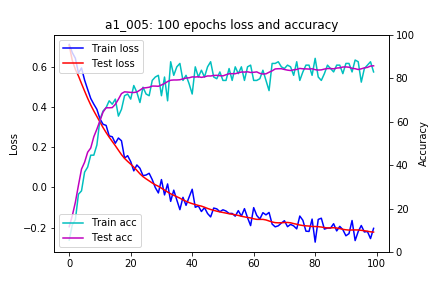 a1_005: 100 epochs loss and accuracy
Train loss
Test loss
Train acc
Test acc
Loss
0.6
0.4
0.2
0.0
−0.2
Accuracy
100
80
60
40
20
0
0 20 40 60 80 100